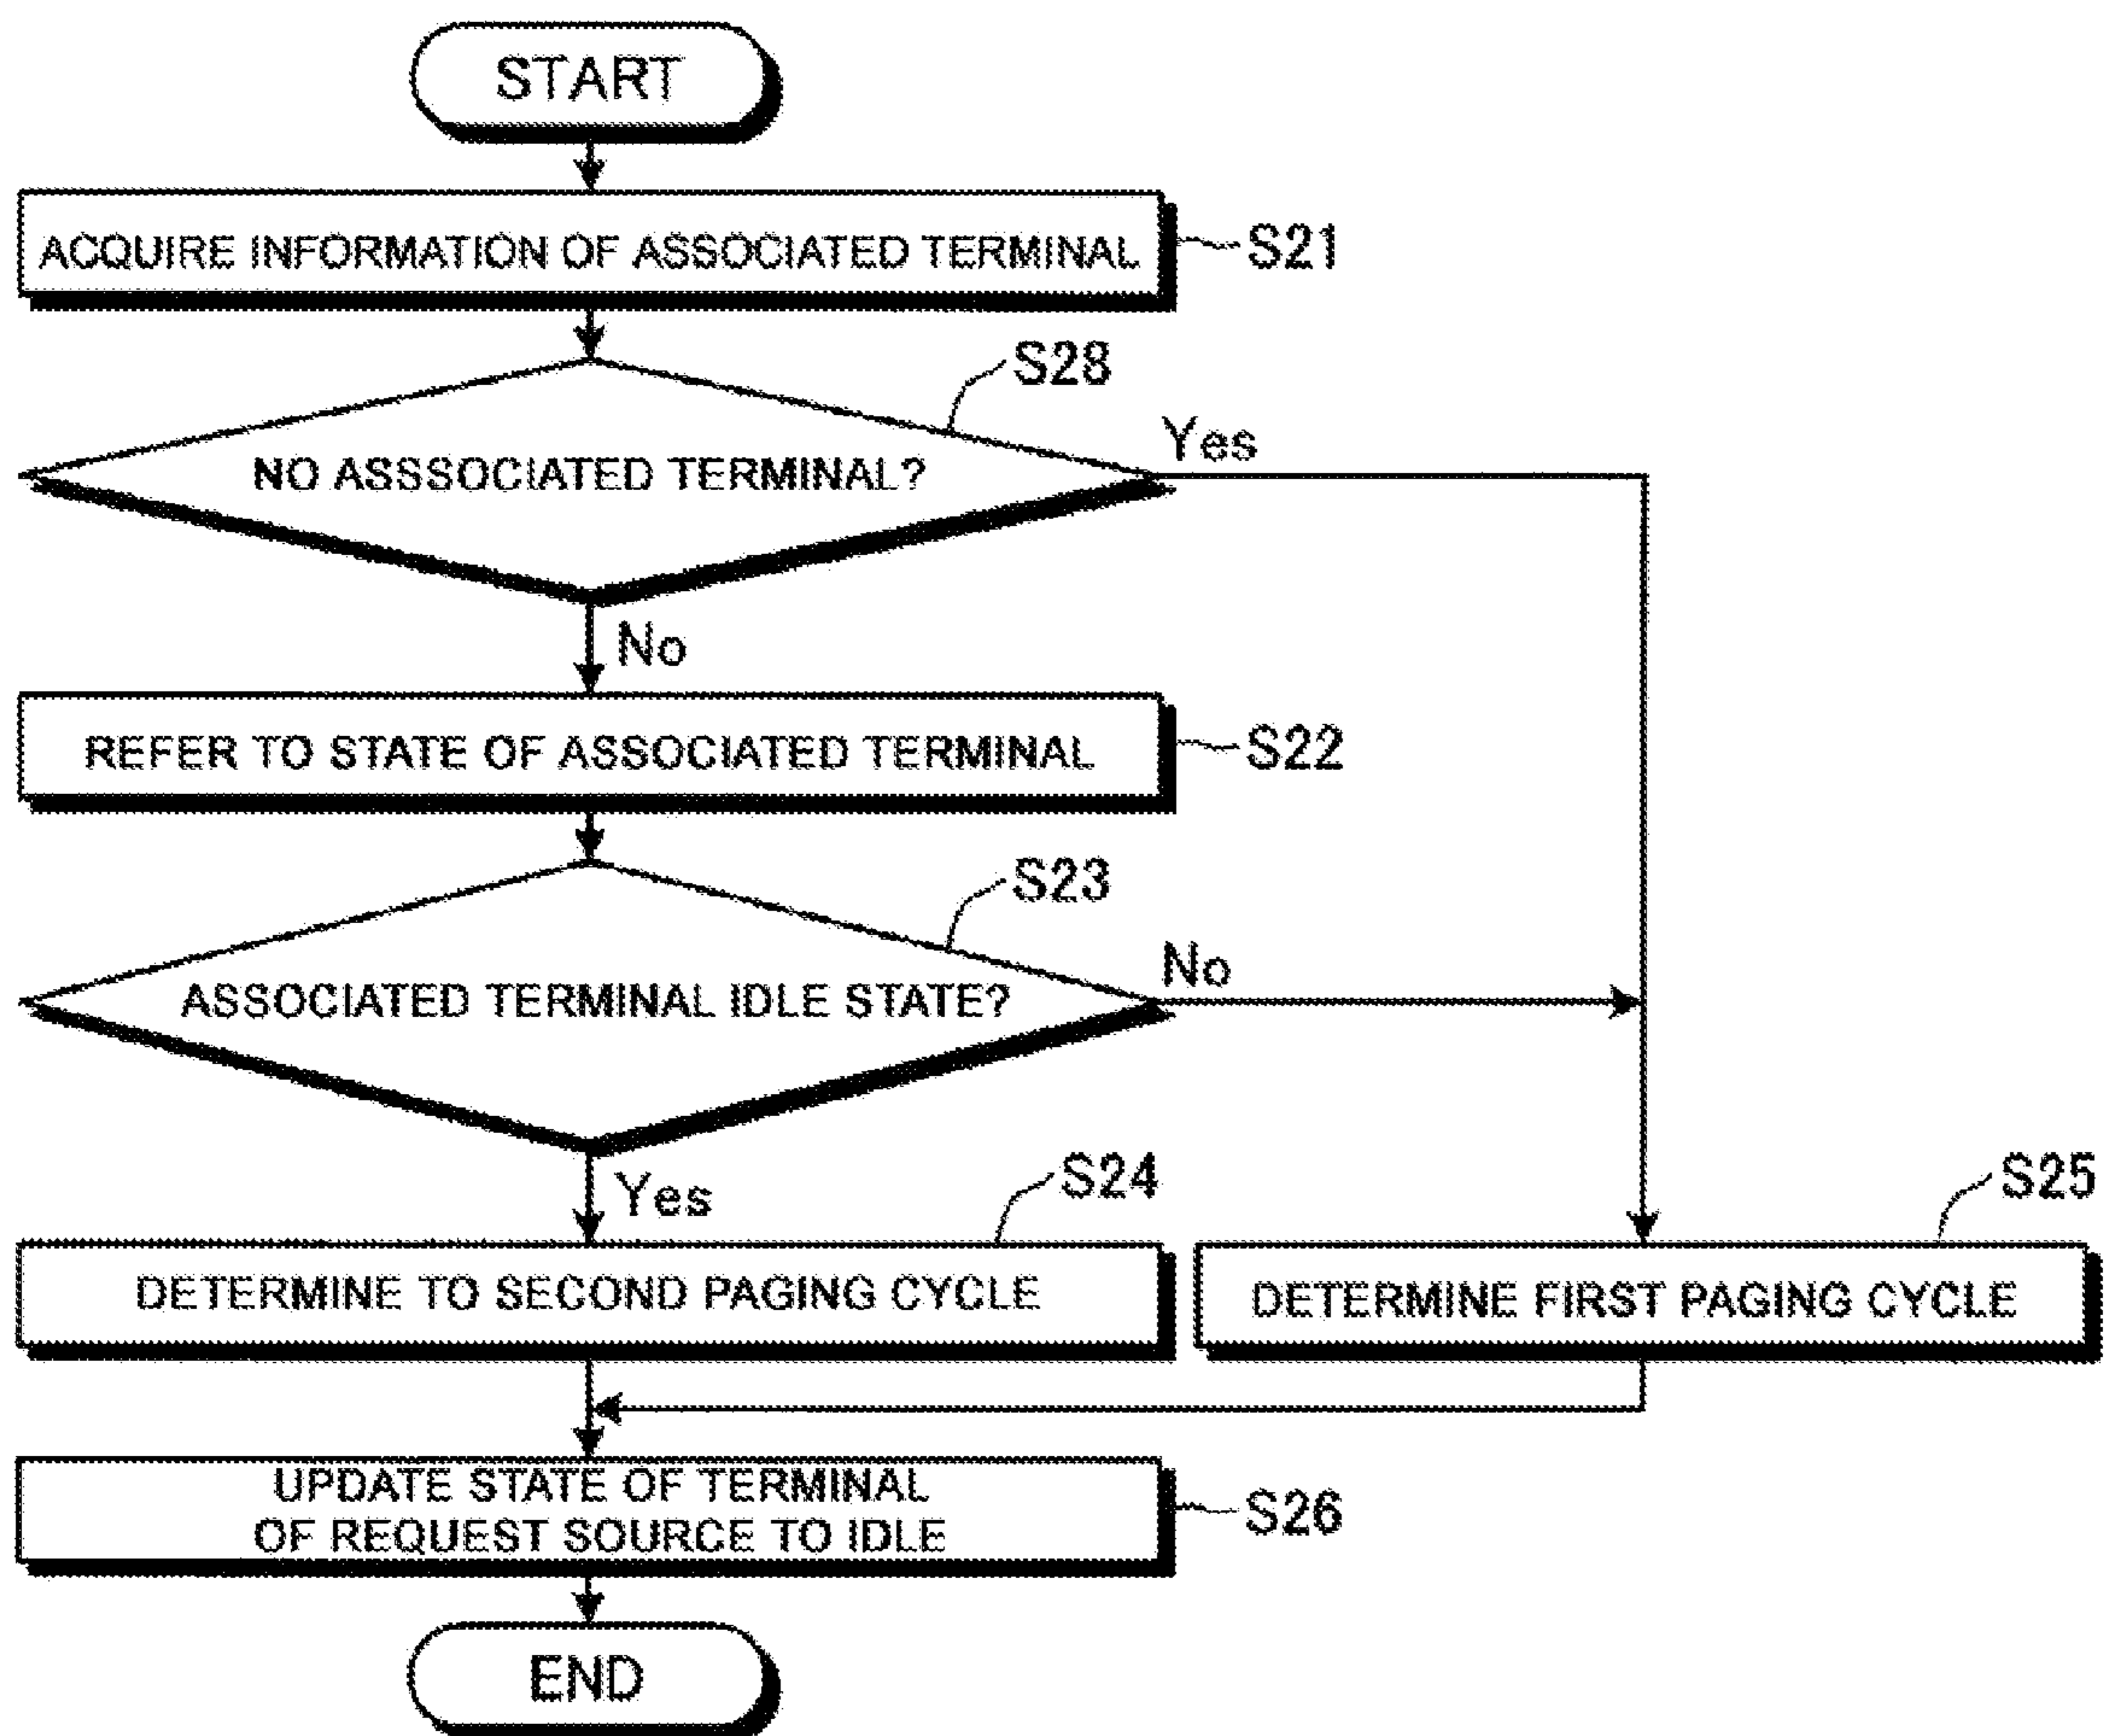 START
ACQUIRE INFORMATION OF ASSOCIATED TERMINAL
S21
S28
NO ASSSOCIATED TERMINAL?
Yes
No
REFER TO STATE OF ASSOCIATED TERMINAL
S22
S23
ASSOCIATED TERMINAL IDLE STATE?
No
Yes
S24
S25
DETERMINE TO SECOND PAGING CYCLE
DETERMINE FIRST PAGING CYCLE
UPDATE STATE OF TERMINAL
OF REQUEST SOURCE TO IDLE
S26
END